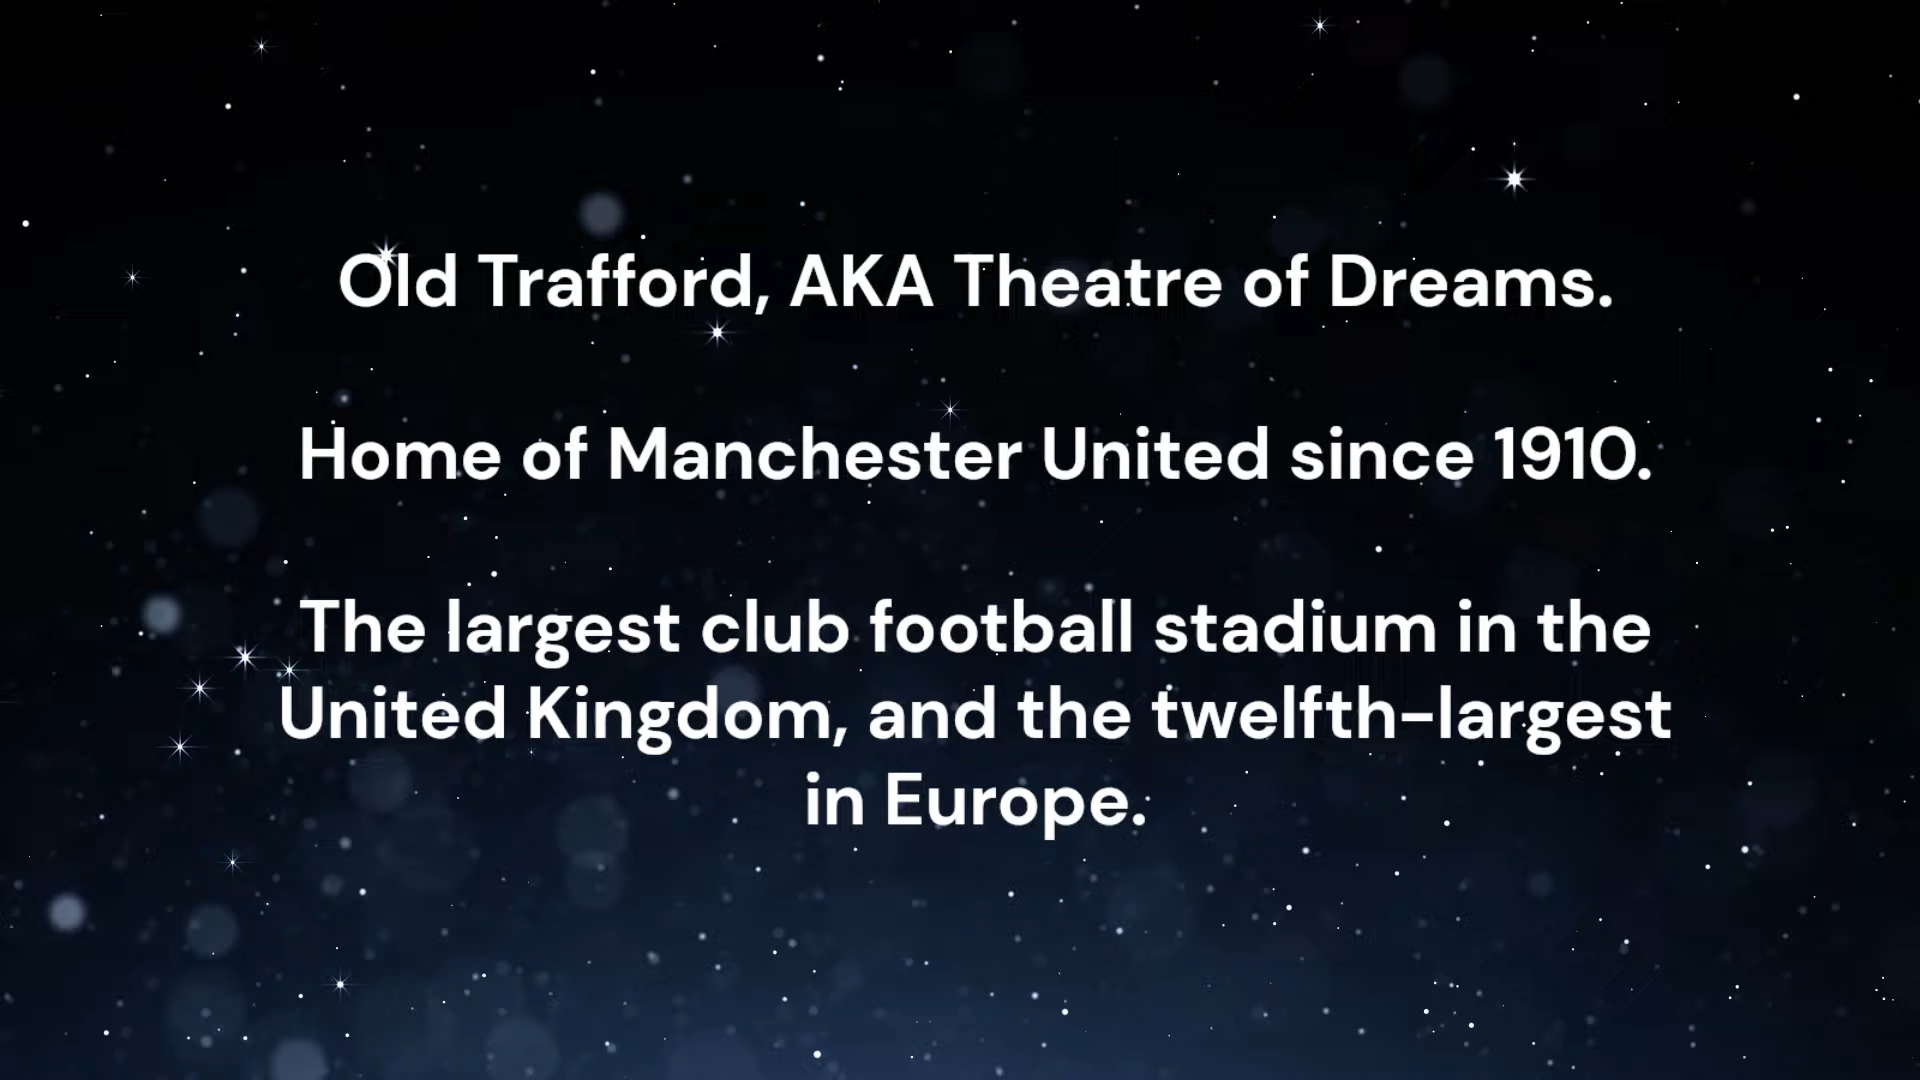 Old Trafford, AKA Theatre of Dreams.
Home of Manchester United since 1910.
The largest club football stadium in the
United Kingdom, and the twelfth-largest
in Europe.